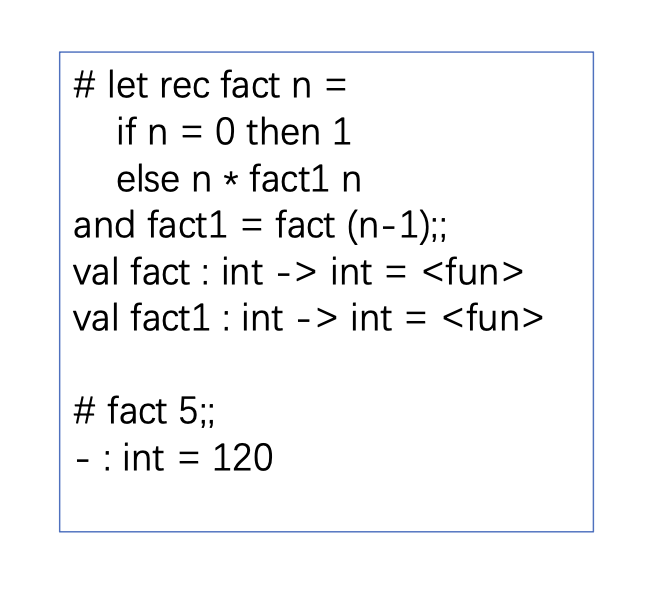 # let rec fact n =
if n = 0 then 1
else n * fact1 n
and fact1 = fact (n-1);;
val fact : int -> int = <fun>
val fact1 : int -> int = <fun>
# fact 5;;
- : int = 120